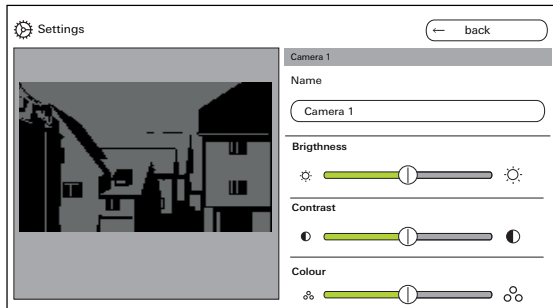 Settings
← back
Camera 1
Name
Camera 1
Brigthness
Contrast
Colour